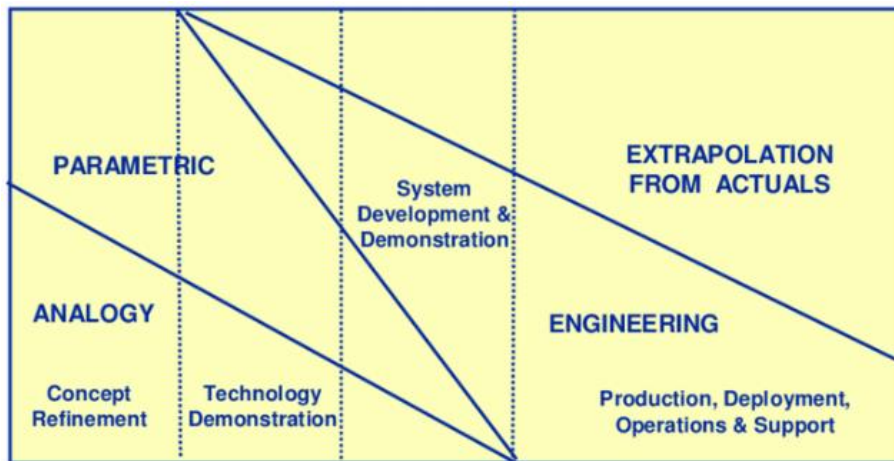 PARAMETRIC
EXTRAPOLATION
FROM ACTUALS
System
Development &
Demonstration
ANALOGY
ENGINEERING
Concept
Refinement
Technology
Demonstration
Production, Deployment,
Operations & Support